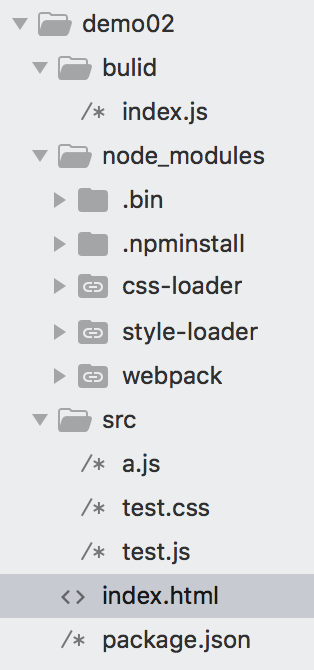 demo02
bulid
/* index.js
node_modules
.bin
.npminstall
css-loader
style-loader
webpack
src
/* a.js
/* test.css
/* test.js
<> index.html
/* package.json